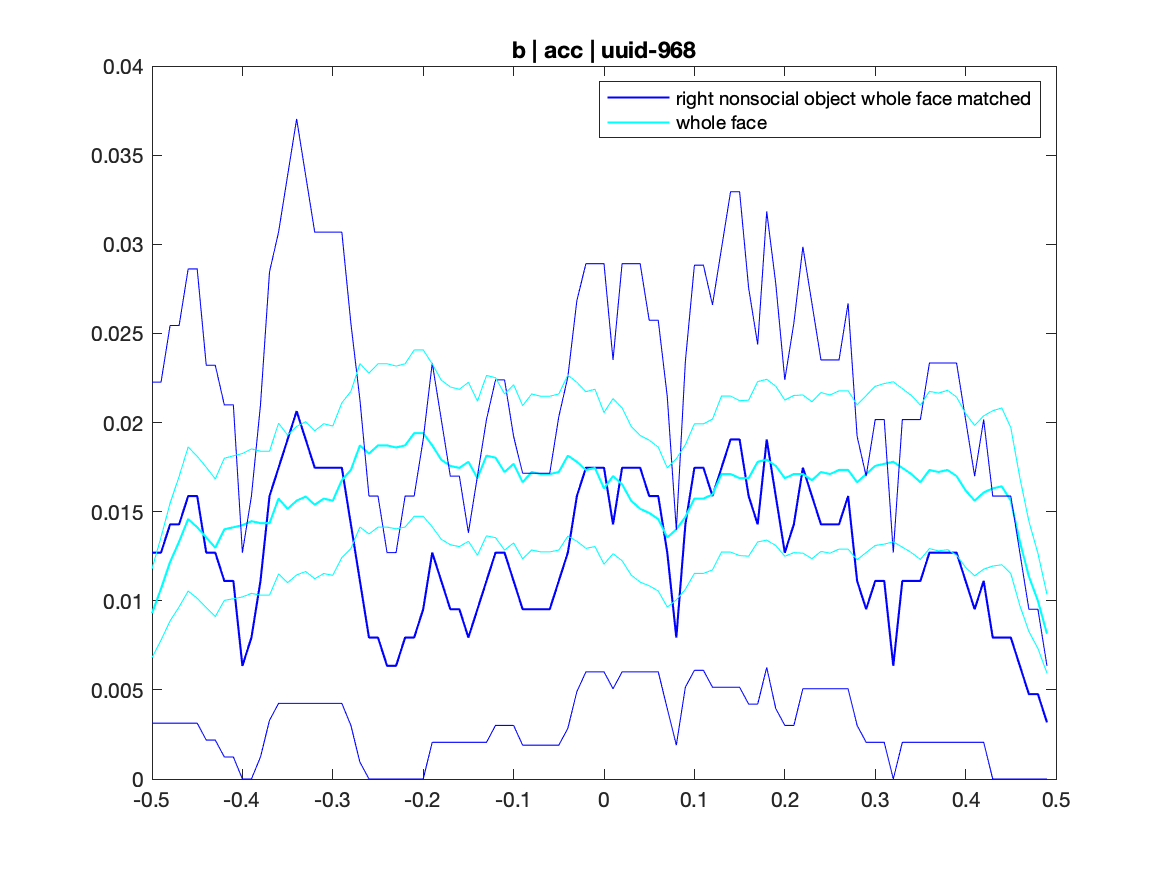 b | acc | uuid-968
right nonsocial object whole face matched
whole face
0.04
0.035
0.03
0.025
0.02
0.015
0.01
0.005
0
-0.5 -0.4 -0.3 -0.2 -0.1 0 0.1 0.2 0.3 0.4 0.5